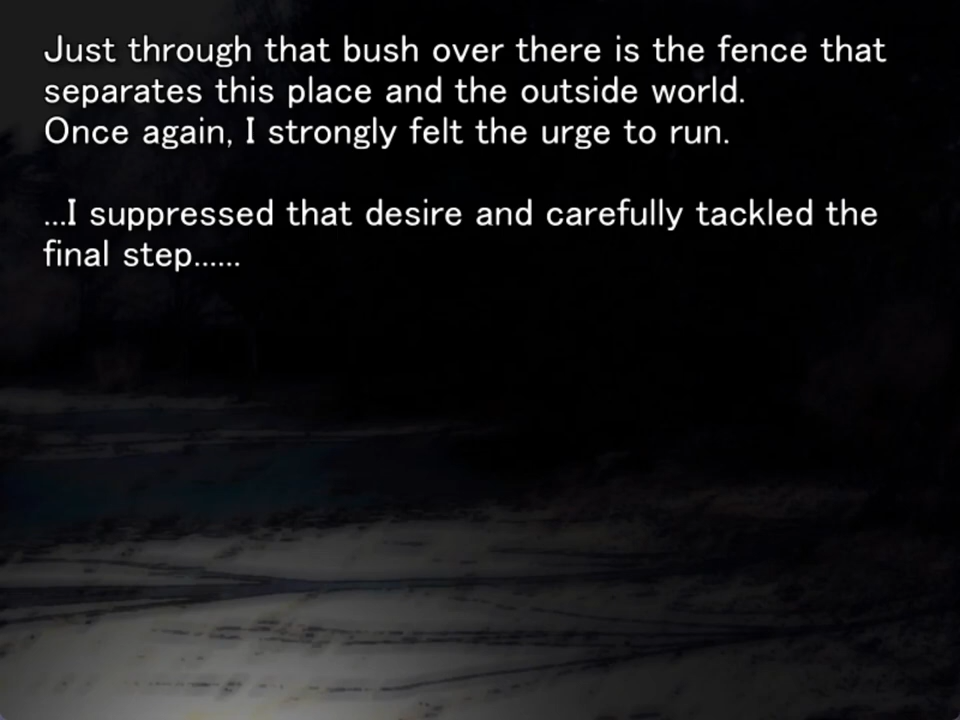 Just through that bush over there is the fence that
separates this place and the outside world.
Once again, I strongly felt the urge to run.
...I suppressed that desire and carefully tackled the
final step......